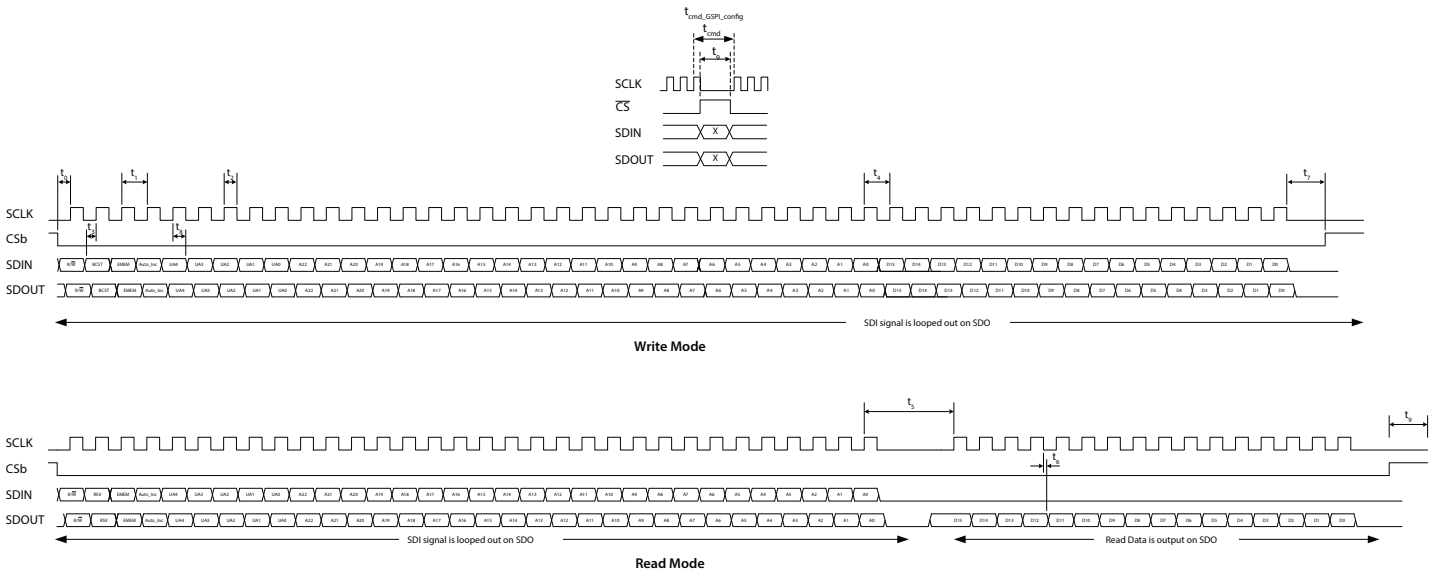 tcmd_GSPI_config
tcmd
t9
SCLK
CS
SDIN X
SDOUT X
t0 t1 t2 t4 t7
SCLK
t3 t8
CSb
SDIN R/W BCST EMEM Auto_Inc UA4 UA3 UA2 UA1 UA0 A22 A21 A20 A19 A18 A17 A16 A15 A14 A13 A12 A11 A10 A9 A8 A7 A6 A5 A4 A3 A2 A1 A0 D15 D14 D13 D12 D11 D10 D9 D8 D7 D6 D5 D4 D3 D2 D1 D0
SDOUT R/W BCST EMEM Auto_Inc UA4 UA3 UA2 UA1 UA0 A22 A21 A20 A19 A18 A17 A16 A15 A14 A13 A12 A11 A10 A9 A8 A7 A6 A5 A4 A3 A2 A1 A0 D15 D14 D13 D12 D11 D10 D9 D8 D7 D6 D5 D4 D3 D2 D1 D0
SDI signal is looped out on SDO
Write Mode
t5 t9
SCLK
CSb t6
SDIN R/W RSV EMEM Auto_Inc UA4 UA3 UA2 UA1 UA0 A22 A21 A20 A19 A18 A17 A16 A15 A14 A13 A12 A11 A10 A9 A8 A7 A6 A5 A4 A3 A2 A1 A0
SDOUT R/W RSV EMEM Auto_Inc UA4 UA3 UA2 UA1 UA0 A22 A21 A20 A19 A18 A17 A16 A15 A14 A13 A12 A11 A10 A9 A8 A7 A6 A5 A4 A3 A2 A1 A0 D15 D14 D13 D12 D11 D10 D9 D8 D7 D6 D5 D4 D3 D2 D1 D0
SDI signal is looped out on SDO Read Data is output on SDO
Read Mode